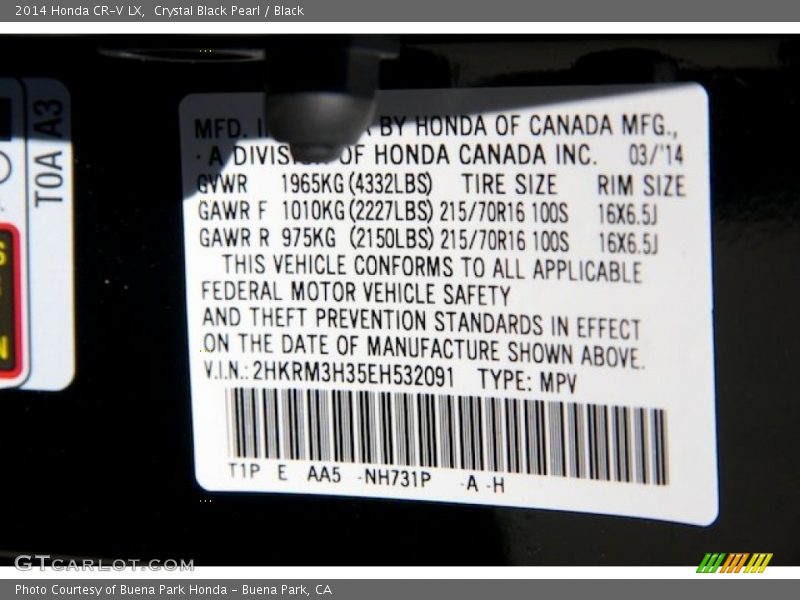 2014 Honda CR-V LX, Crystal Black Pearl / Black
T0A A3
S
N
MFD. BY HONDA OF CANADA MFG.,
· A DIVISION OF HONDA CANADA INC. 03/'14
GVWR 1965KG (4332LBS) TIRE SIZE RIM SIZE
GAWR F 1010KG (2227LBS) 215/70R16 100S 16X6.5J
GAWR R 975KG (2150LBS) 215/70R16 100S 16X6.5J
THIS VEHICLE CONFORMS TO ALL APPLICABLE
FEDERAL MOTOR VEHICLE SAFETY
AND THEFT PREVENTION STANDARDS IN EFFECT
ON THE DATE OF MANUFACTURE SHOWN ABOVE.
V.I.N.: 2HKRM3H35EH532091 TYPE: MPV
T1P E AA5 -NH731P -A -H
GTCARLOT.COM
Photo Courtesy of Buena Park Honda - Buena Park, CA